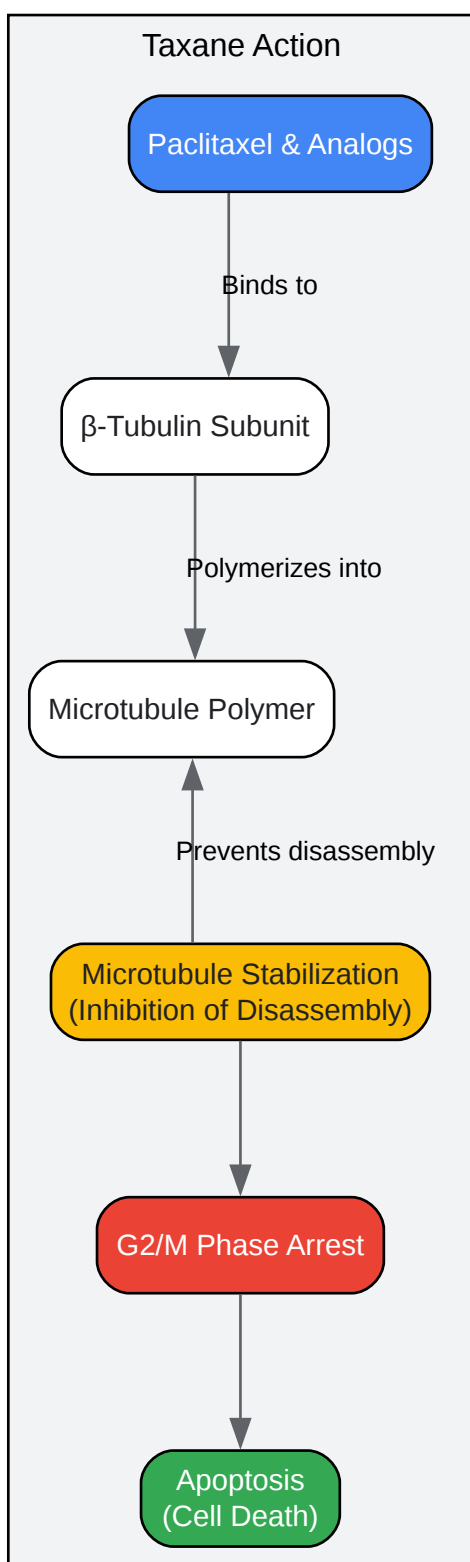 Taxane Action
Paclitaxel & Analogs
Binds to
β-Tubulin Subunit
Polymerizes into
Microtubule Polymer
Prevents disassembly
Microtubule Stabilization
(Inhibition of Disassembly)
G2/M Phase Arrest
Apoptosis
(Cell Death)